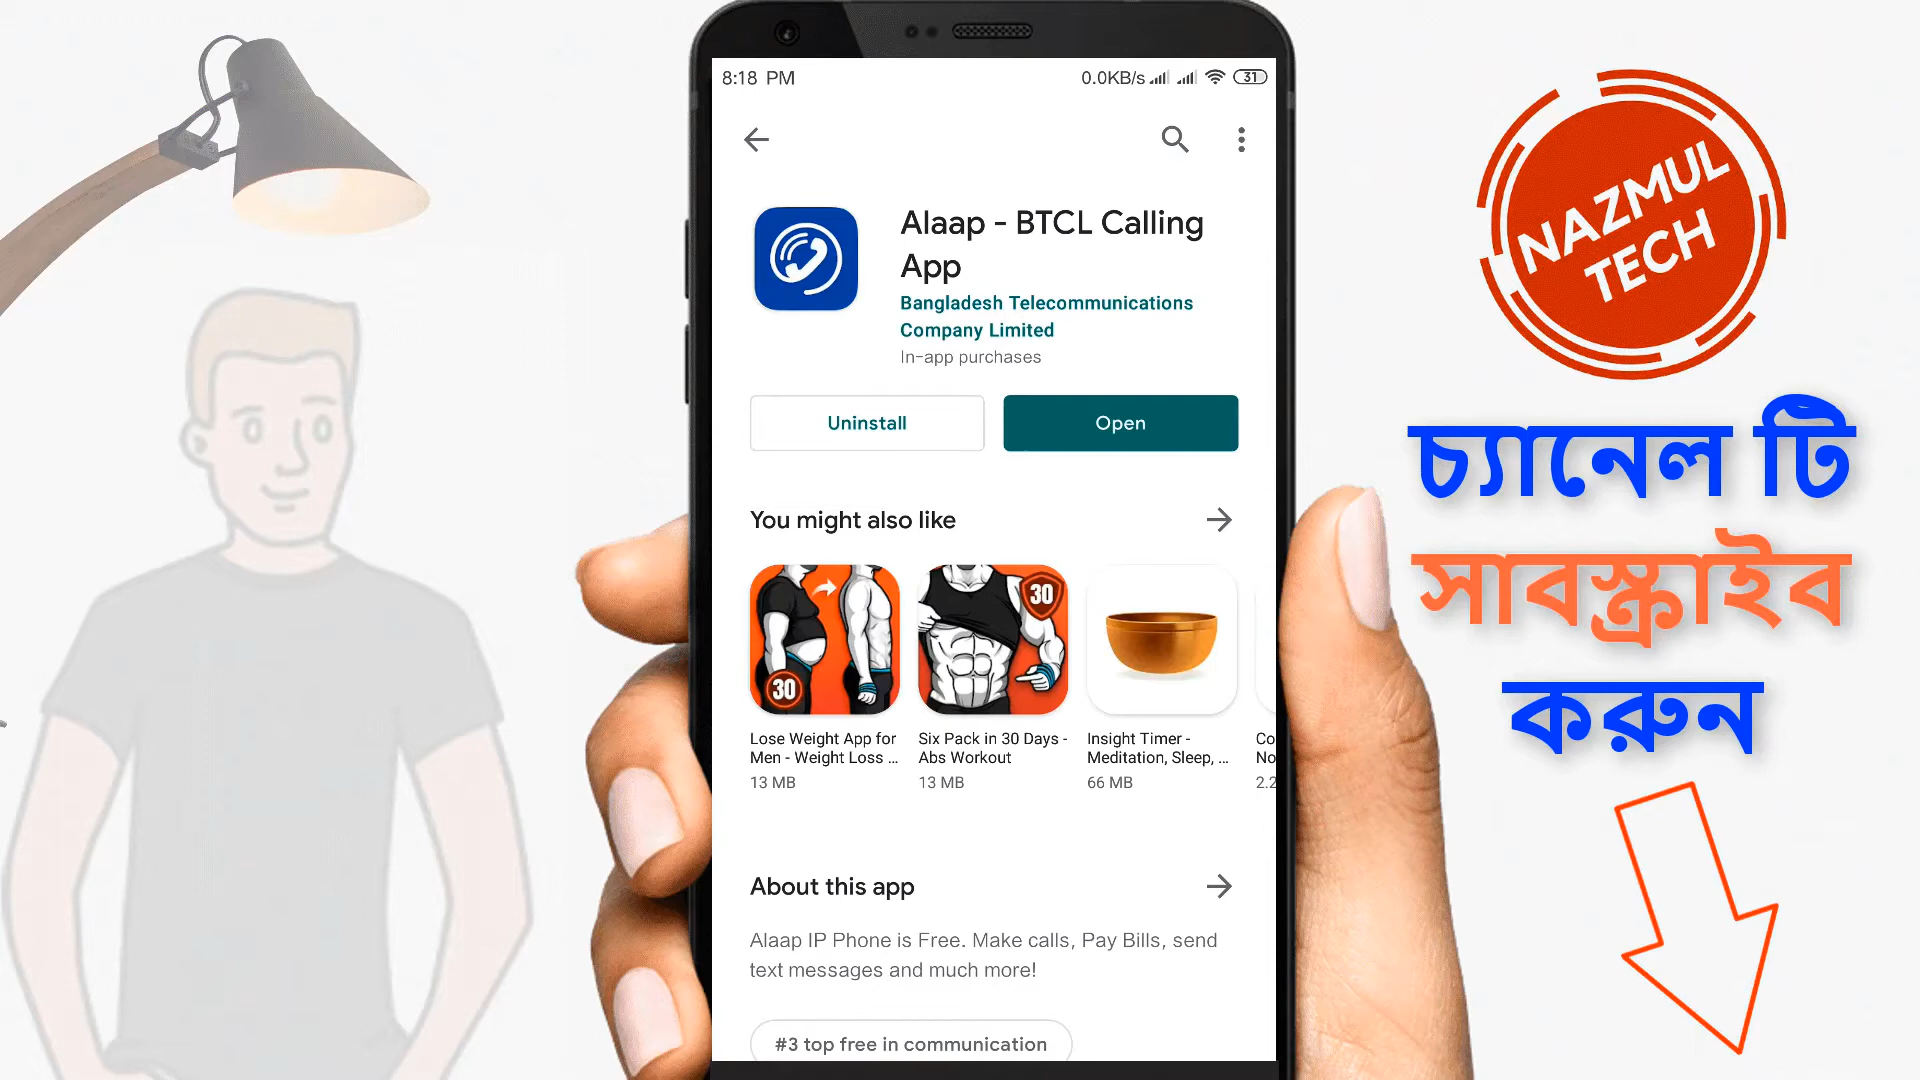 8:18 PM
0.0KB/s
31
Alaap - BTCL Calling
App
Bangladesh Telecommunications
Company Limited
In-app purchases
Uninstall
Open
You might also like
30
30
Lose Weight App for
Men - Weight Loss ...
13 MB
Six Pack in 30 Days -
Abs Workout
13 MB
Insight Timer -
Meditation, Sleep, ...
66 MB
Co
No
2.2
About this app
Alaap IP Phone is Free. Make calls, Pay Bills, send
text messages and much more!
#3 top free in communication
NAZMUL
TECH
চ্যানেল টি
সাবস্ক্রাইব
করুন